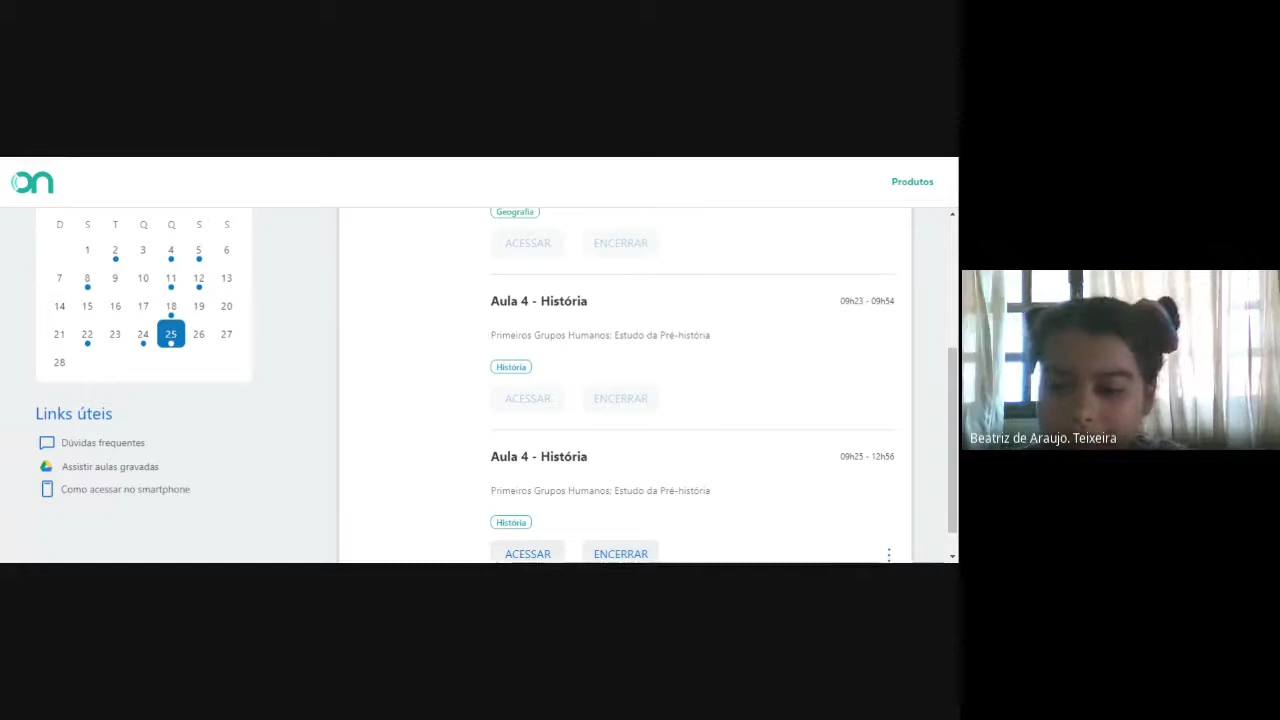 on
Produtos
D S T Q Q S S
1 2 3 4 5 6
7 8 9 10 11 12 13
14 15 16 17 18 19 20
21 22 23 24 25 26 27
28
Links úteis
Dúvidas frequentes
Assistir aulas gravadas
Como acessar no smartphone
Geografia
ACESSAR ENCERRAR
Aula 4 - História 09h23 - 09h54
Primeiros Grupos Humanos: Estudo da Pré-história
História
ACESSAR ENCERRAR
Aula 4 - História 09h25 - 12h56
Primeiros Grupos Humanos: Estudo da Pré-história
História
ACESSAR ENCERRAR
Beatriz de Araujo. Teixeira